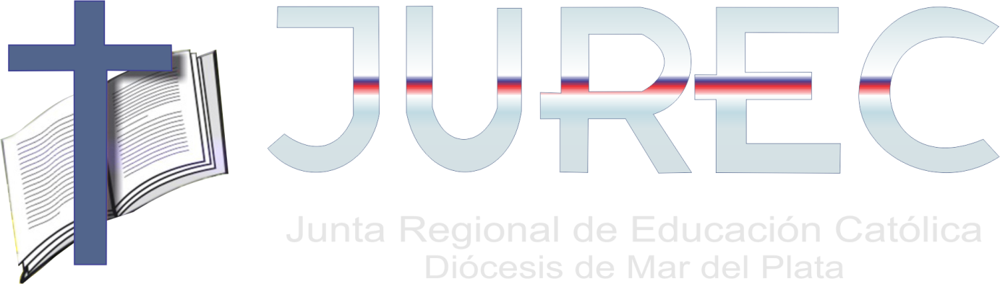 JUREC
Junta Regional de Educación Católica
Diócesis de Mar del Plata